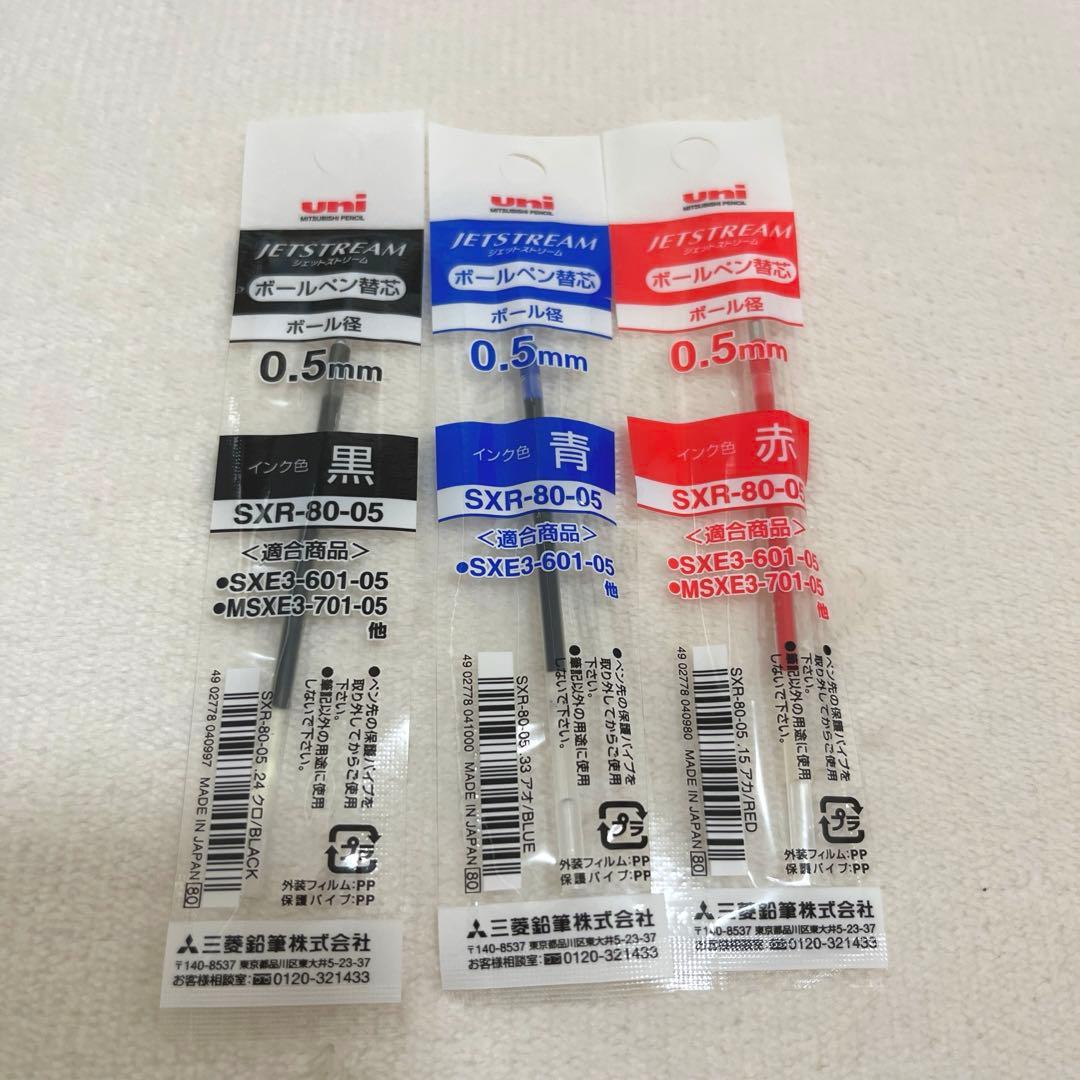 uni
MITSUBISHI PENCIL
JETSTREAM
ジェットストリーム
ボールペン替芯
ボール径
0.5mm
インク色 黒
SXR-80-05
＜適合商品＞
●SXE3-601-05
●MSXE3-701-05
他
●ペン先の保護パイプを
取り外してからご使用
下さい。
●筆記以外の用途に使用
しないで下さい。
SXR-80-05 .24 クロ/BLACK
49 02778 040997 MADE IN JAPAN 80
プラ
外装フィルム:PP
保護パイプ:PP
三菱鉛筆株式会社
〒140-8537 東京都品川区東大井5-23-37
お客様相談室:0120-321433
uni
MITSUBISHI PENCIL
JETSTREAM
ジェットストリーム
ボールペン替芯
ボール径
0.5mm
インク色 青
SXR-80-05
＜適合商品＞
●SXE3-601-05
他
●ペン先の保護パイプを
取り外してからご使用
下さい。
●筆記以外の用途に使用
しないで下さい。
SXR-80-05 .33 アオ/BLUE
49 02778 041000 MADE IN JAPAN 80
プラ
外装フィルム:PP
保護パイプ:PP
三菱鉛筆株式会社
〒140-8537 東京都品川区東大井5-23-37
お客様相談室:0120-321433
uni
MITSUBISHI PENCIL
JETSTREAM
ジェットストリーム
ボールペン替芯
ボール径
0.5mm
インク色 赤
SXR-80-05
＜適合商品＞
●SXE3-601-05
●MSXE3-701-05
他
●ペン先の保護パイプを
取り外してからご使用
下さい。
●筆記以外の用途に使用
しないで下さい。
SXR-80-05 .15 アカ/RED
49 02778 040980 MADE IN JAPAN 80
プラ
外装フィルム:PP
保護パイプ:PP
三菱鉛筆株式会社
〒140-8537 東京都品川区東大井5-23-37
お客様相談室:0120-321433